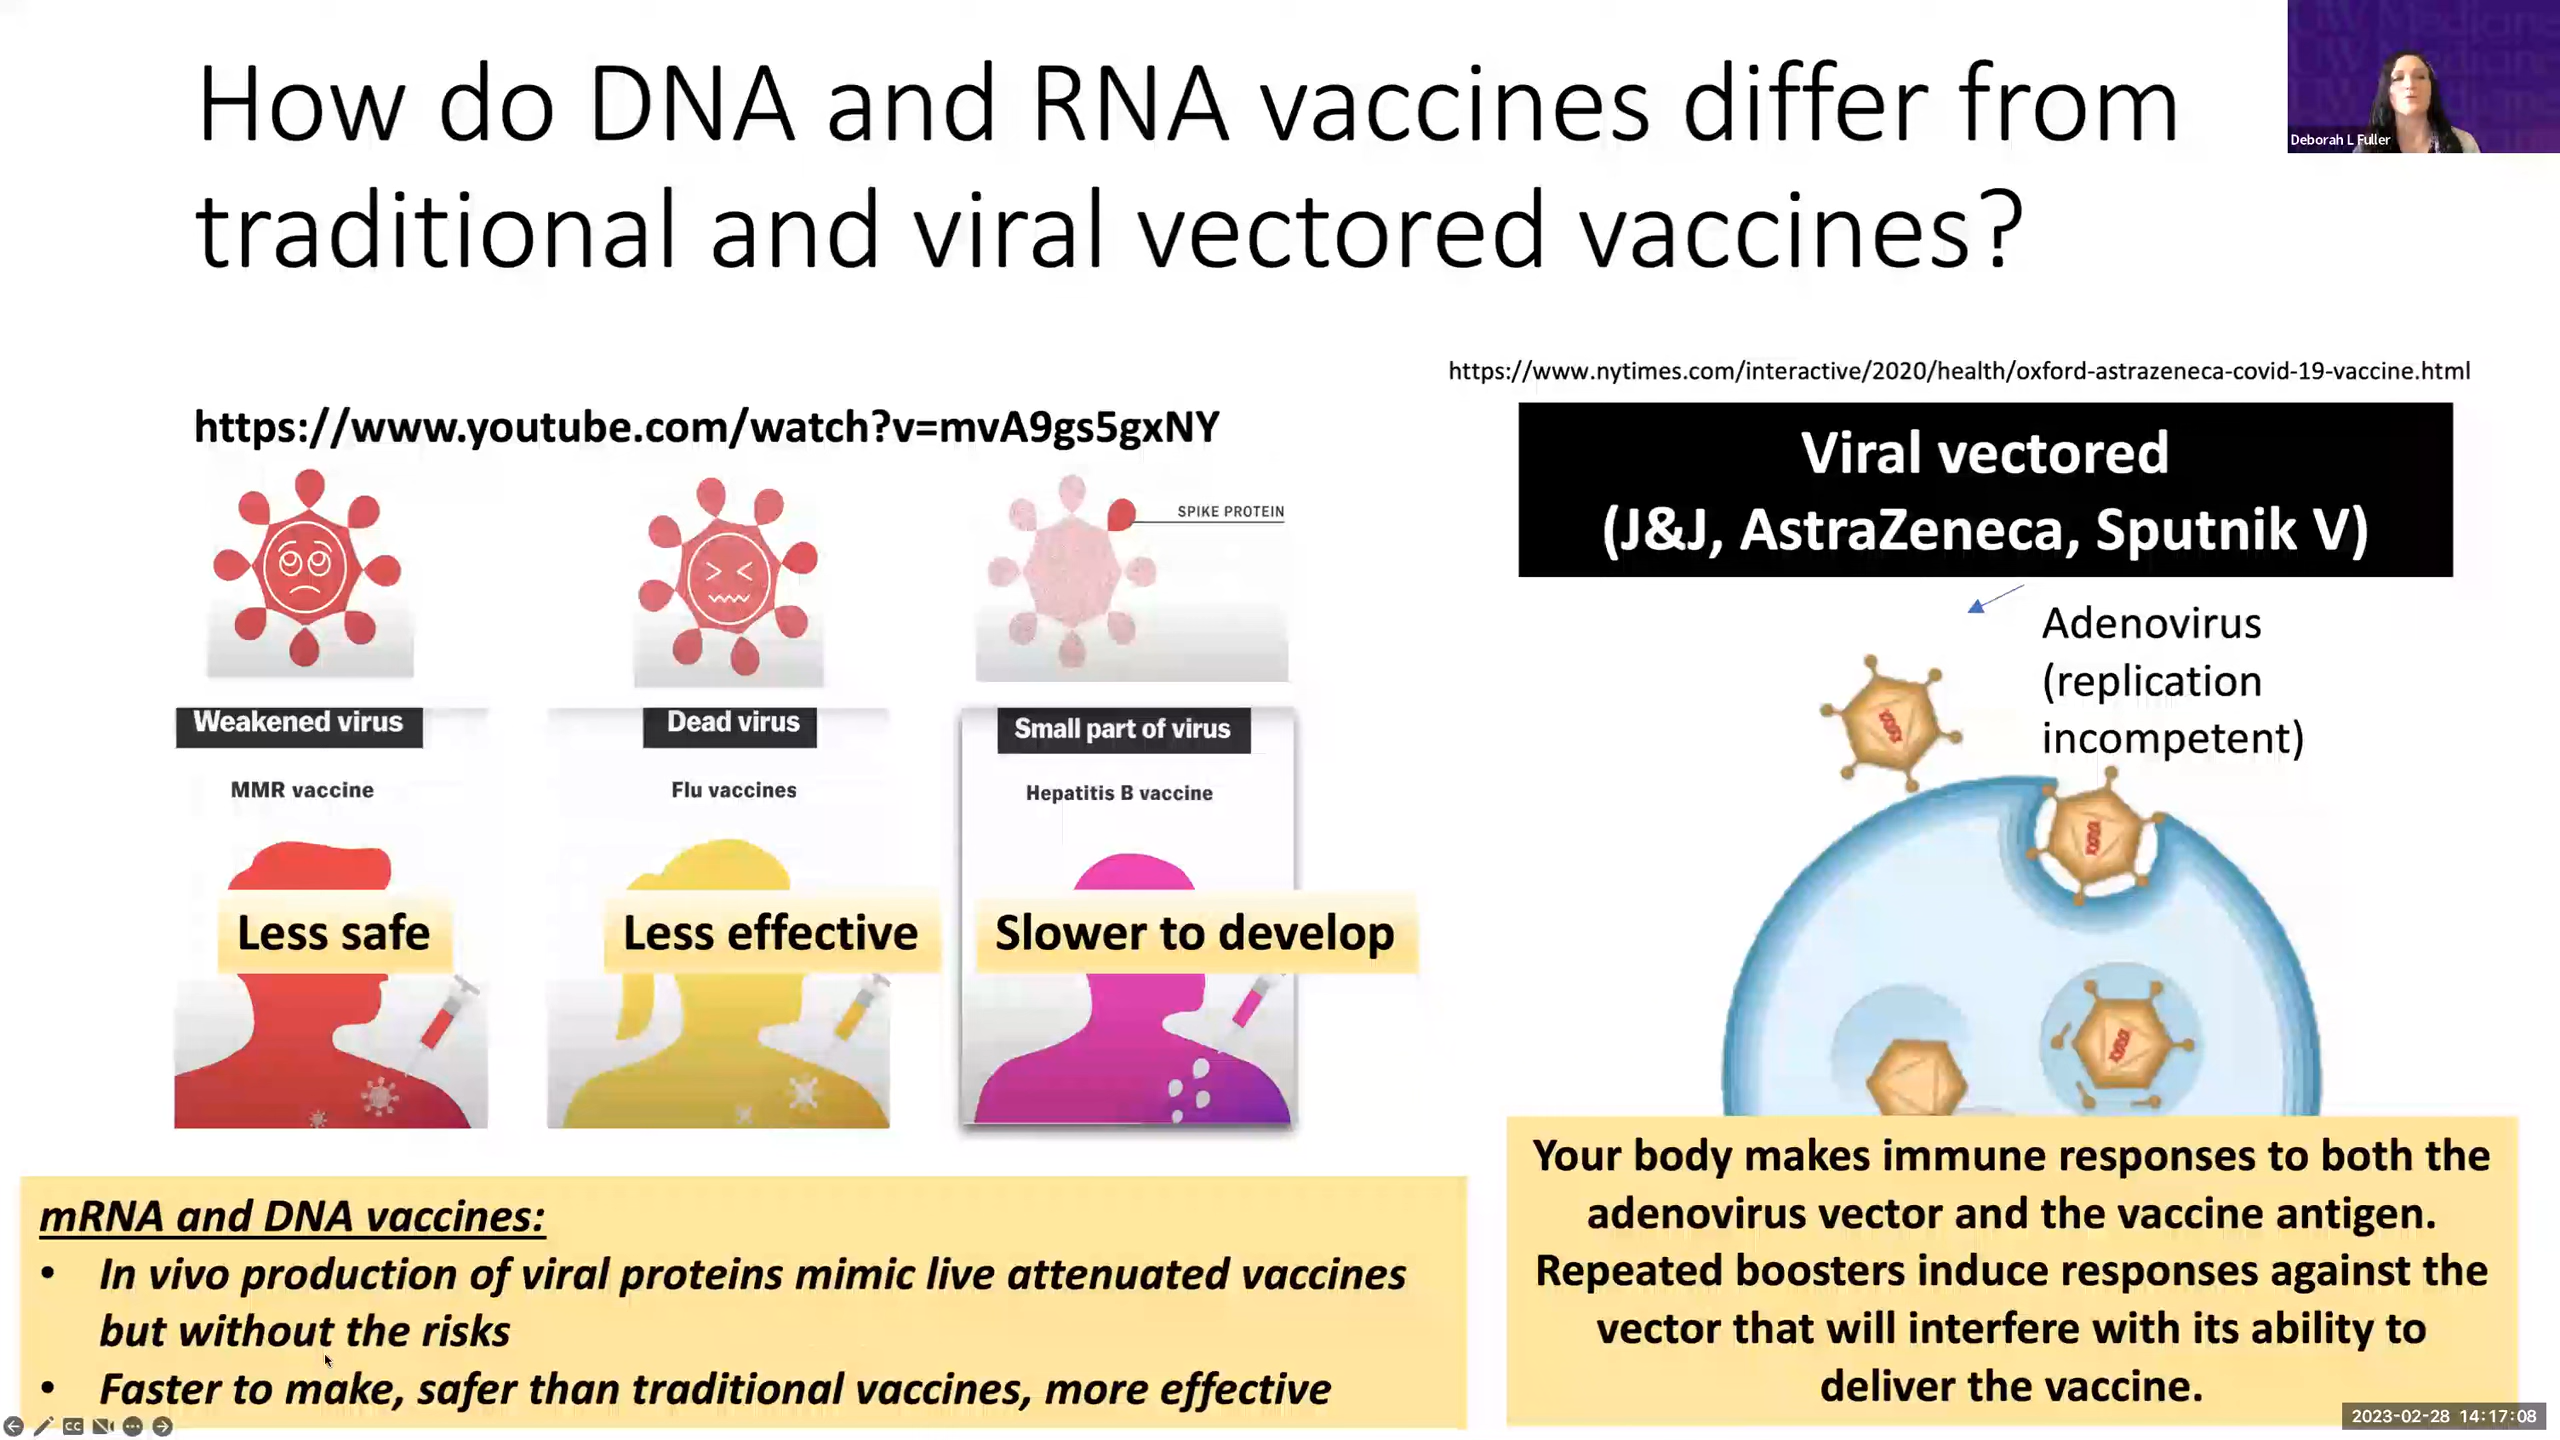 How do DNA and RNA vaccines differ from
traditional and viral vectored vaccines?
UW Medicine
Deborah L Fuller
https://www.nytimes.com/interactive/2020/health/oxford-astrazeneca-covid-19-vaccine.html
https://www.youtube.com/watch?v=mvA9gs5gxNY
SPIKE PROTEIN
Weakened virus
Dead virus
Small part of virus
MMR vaccine
Flu vaccines
Hepatitis B vaccine
Less safe
Less effective
Slower to develop
Viral vectored
(J&J, AstraZeneca, Sputnik V)
Adenovirus
(replication
incompetent)
mRNA and DNA vaccines:
• In vivo production of viral proteins mimic live attenuated vaccines
but without the risks
• Faster to make, safer than traditional vaccines, more effective
Your body makes immune responses to both the
adenovirus vector and the vaccine antigen.
Repeated boosters induce responses against the
vector that will interfere with its ability to
deliver the vaccine.
CC
2023-02-28 14:17:08